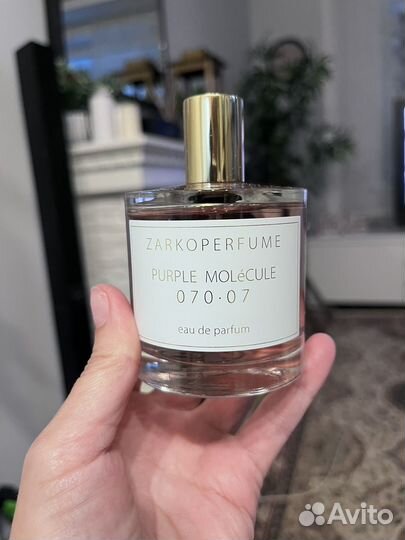 ZARKOPERFUME
PURPLE MOLéCULE
070·07
eau de parfum
Avito